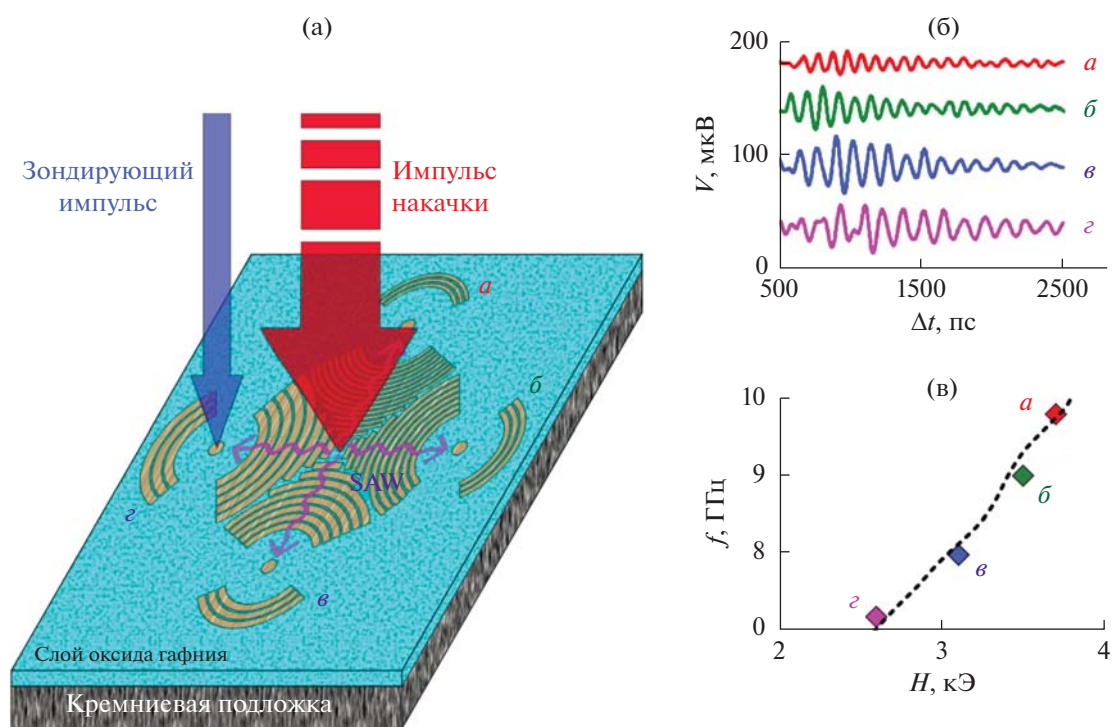 (а)
Зондирующий
импульс
Импульс
накачки
а
б
SAW
г
в
Слой оксида гафния
Кремниевая подложка
(б)
200
а
б
100
в
г
0
500
1500
2500
V, мкВ
Δt, пс
(в)
10
а
9
б
8
в
г
0
2
3
4
f, ГГц
H, кЭ